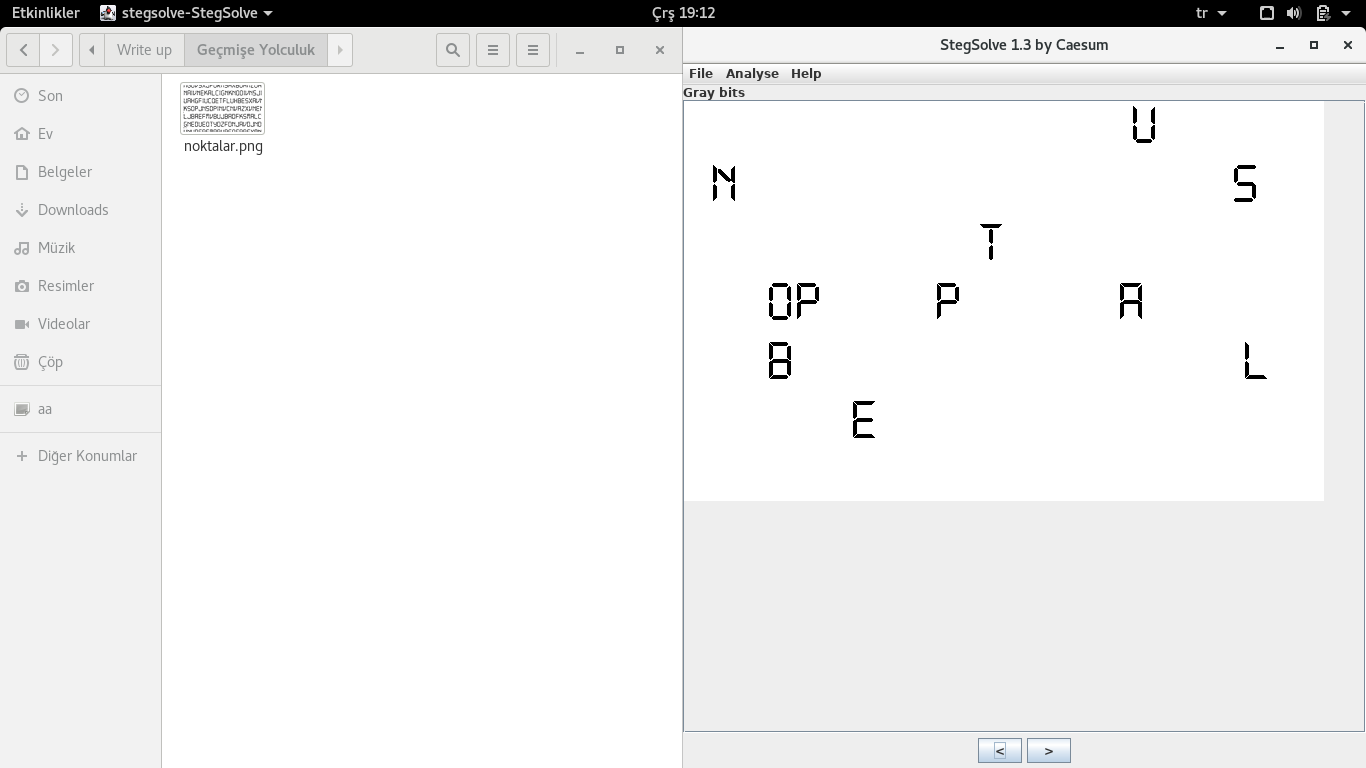 Etkinlikler stegsolve-StegSolve Çrş 19:12 tr
Write up Geçmişe Yolculuk
StegSolve 1.3 by Caesum
File Analyse Help
Gray bits
Son
Ev
Belgeler
Downloads
Müzik
Resimler
Videolar
Çöp
aa
Diğer Konumlar
noktalar.png
U
N S
T
OP P A
B L
E
< >